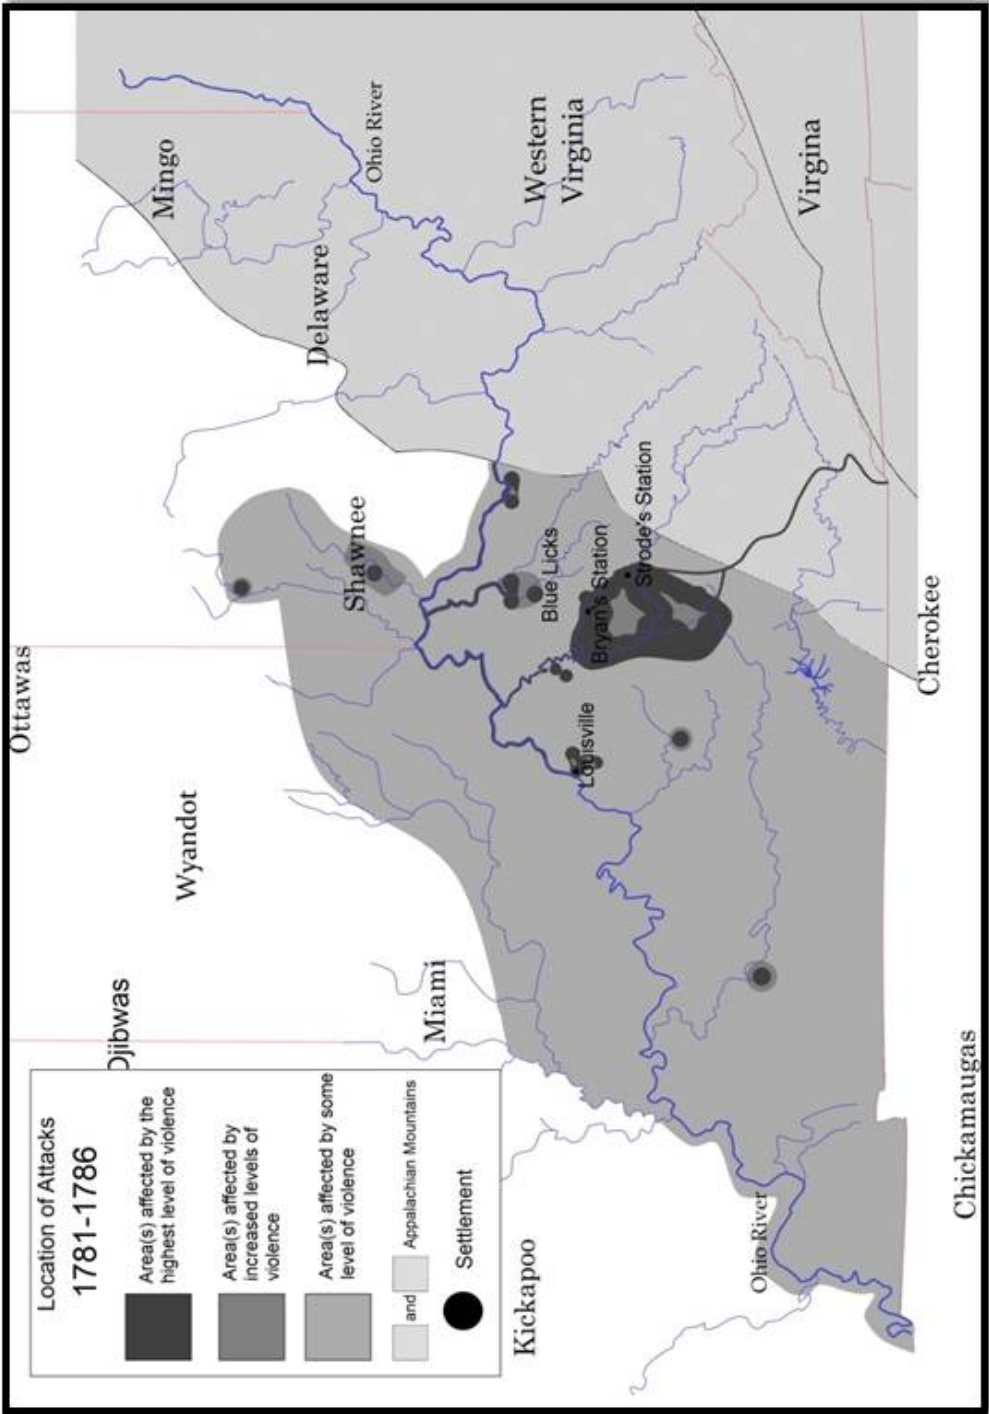 Location of Attacks
1781-1786
Area(s) affected by the
highest level of violence
Area(s) affected by
increased levels of
violence
Area(s) affected by some
level of violence
and
Appalachian Mountains
Settlement
Ojibwas
Ottawas
Wyandot
Mingo
Delaware
Shawnee
Miami
Kickapoo
Ohio River
Western
Virginia
Virgina
Blue Licks
Bryan's Station
Strode's Station
Louisville
Ohio River
Cherokee
Chickamaugas